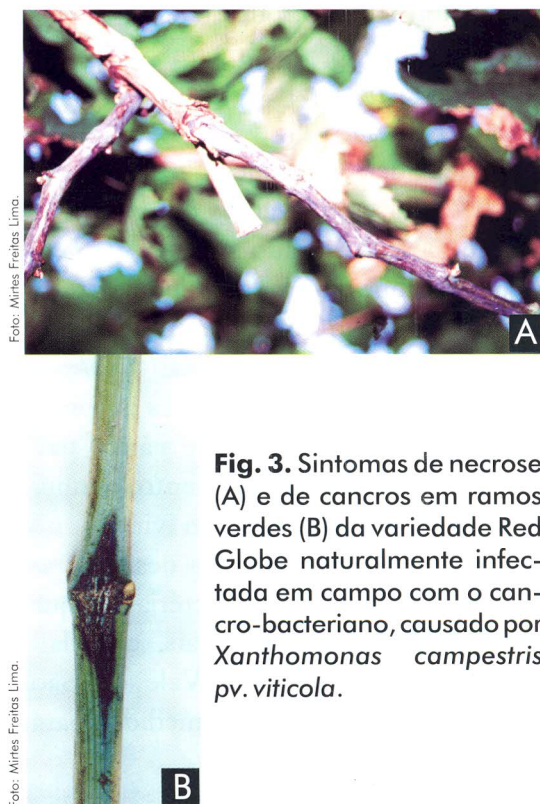 Foto: Mirtes Freitas Lima.
A
Fig. 3. Sintomas de necrose
(A) e de cancros em ramos
verdes (B) da variedade Red
Globe naturalmente infec-
tada em campo com o can-
cro-bacteriano, causado por
Xanthomonas campestris
pv. viticola.
Foto: Mirtes Freitas Lima.
B